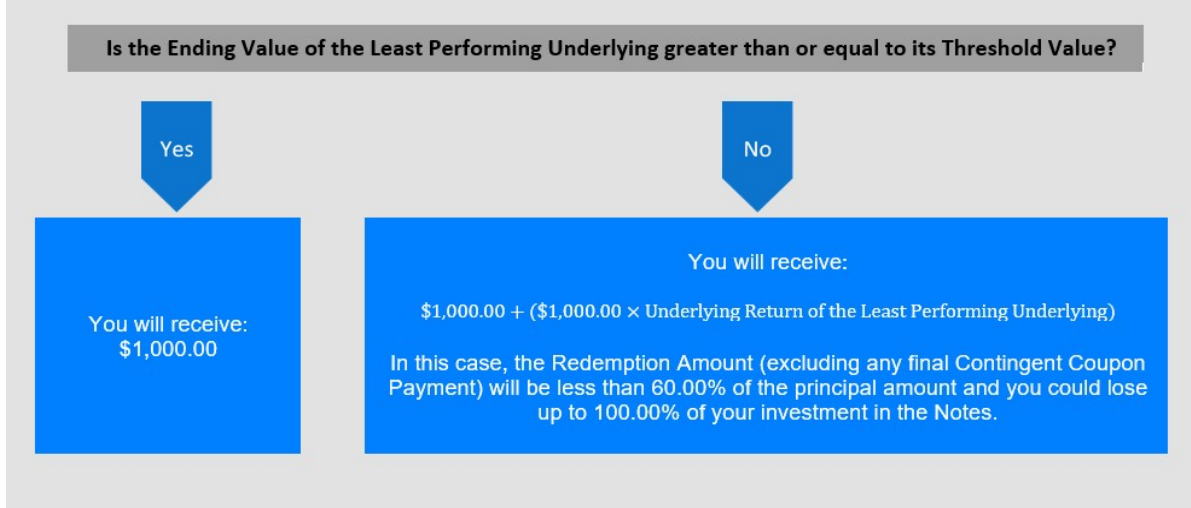 Is the Ending Value of the Least Performing Underlying greater than or equal to its Threshold Value?
Yes
No
You will receive:
$1,000.00
You will receive:
$1,000.00 + ($1,000.00 × Underlying Return of the Least Performing Underlying)
In this case, the Redemption Amount (excluding any final Contingent Coupon
Payment) will be less than 60.00% of the principal amount and you could lose
up to 100.00% of your investment in the Notes.